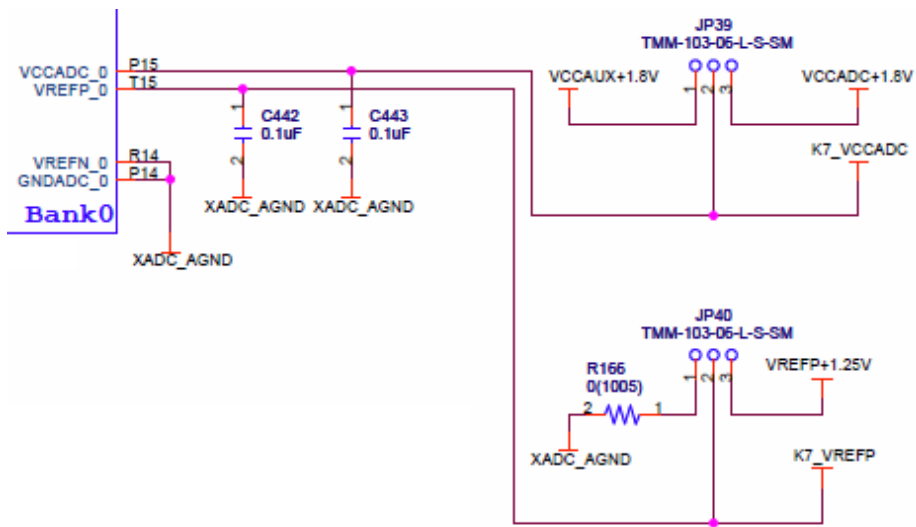 JP39
TMM-103-06-L-S-SM
VCCADC_0 P15
VREFP_0 T15
VCCAUX+1.8V
1 2 3
VCCADC+1.8V
1 C442 0.1uF 2
1 C443 0.1uF 2
K7_VCCADC
VREFN_0 R14
GNDADC_0 P14
XADC_AGND
XADC_AGND
Bank0
XADC_AGND
JP40
TMM-103-06-L-S-SM
R166
0(1005)
2 1
1 2 3
VREFP+1.25V
XADC_AGND
K7_VREFP